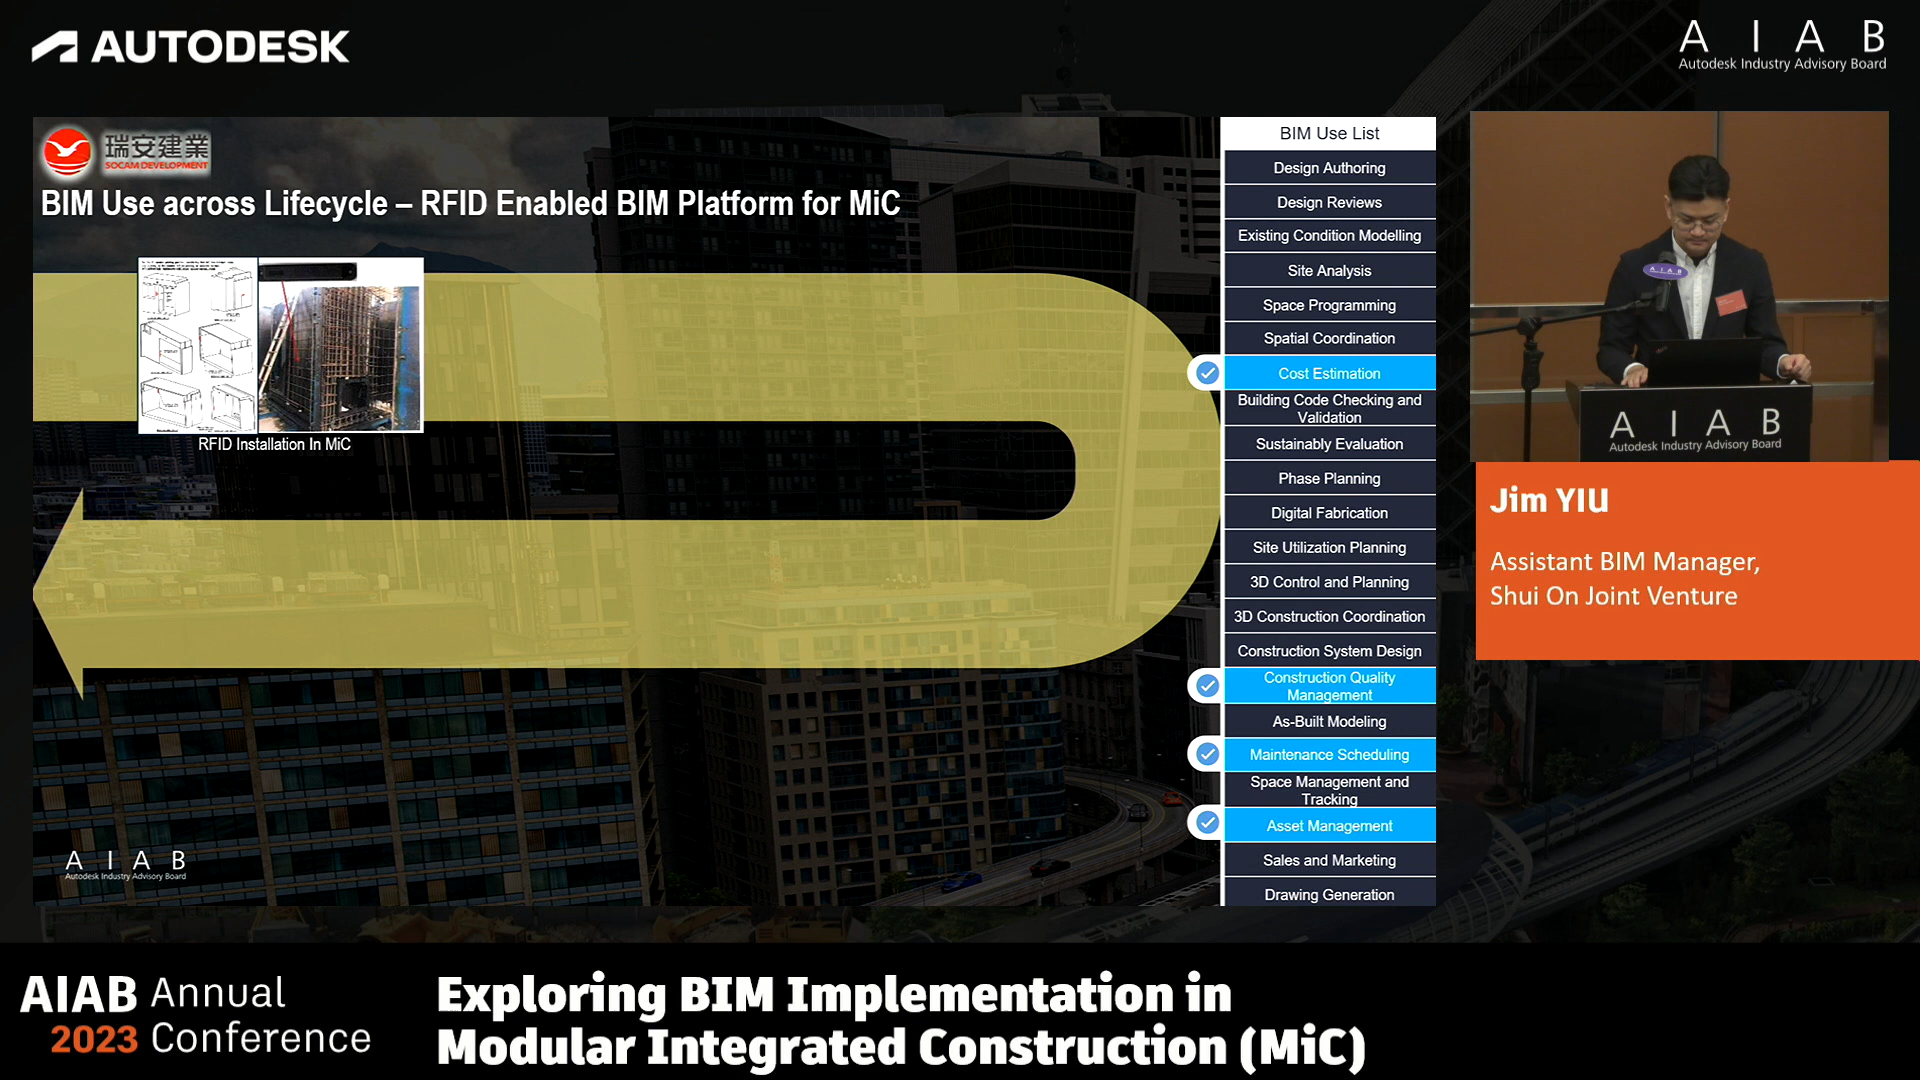 AUTODESK
A I A B
Autodesk Industry Advisory Board
瑞安建業
SOCAM DEVELOPMENT
BIM Use across Lifecycle – RFID Enabled BIM Platform for MiC
RFID Installation In MiC
BIM Use List
Design Authoring
Design Reviews
Existing Condition Modelling
Site Analysis
Space Programming
Spatial Coordination
Cost Estimation
Building Code Checking and
Validation
Sustainably Evaluation
Phase Planning
Digital Fabrication
Site Utilization Planning
3D Control and Planning
3D Construction Coordination
Construction System Design
Construction Quality
Management
As-Built Modeling
Maintenance Scheduling
Space Management and
Tracking
Asset Management
Sales and Marketing
Drawing Generation
A I A B
Autodesk Industry Advisory Board
A I A B
A I A B
Autodesk Industry Advisory Board
Jim YIU
Assistant BIM Manager,
Shui On Joint Venture
AIAB Annual
2023 Conference
Exploring BIM Implementation in
Modular Integrated Construction (MiC)